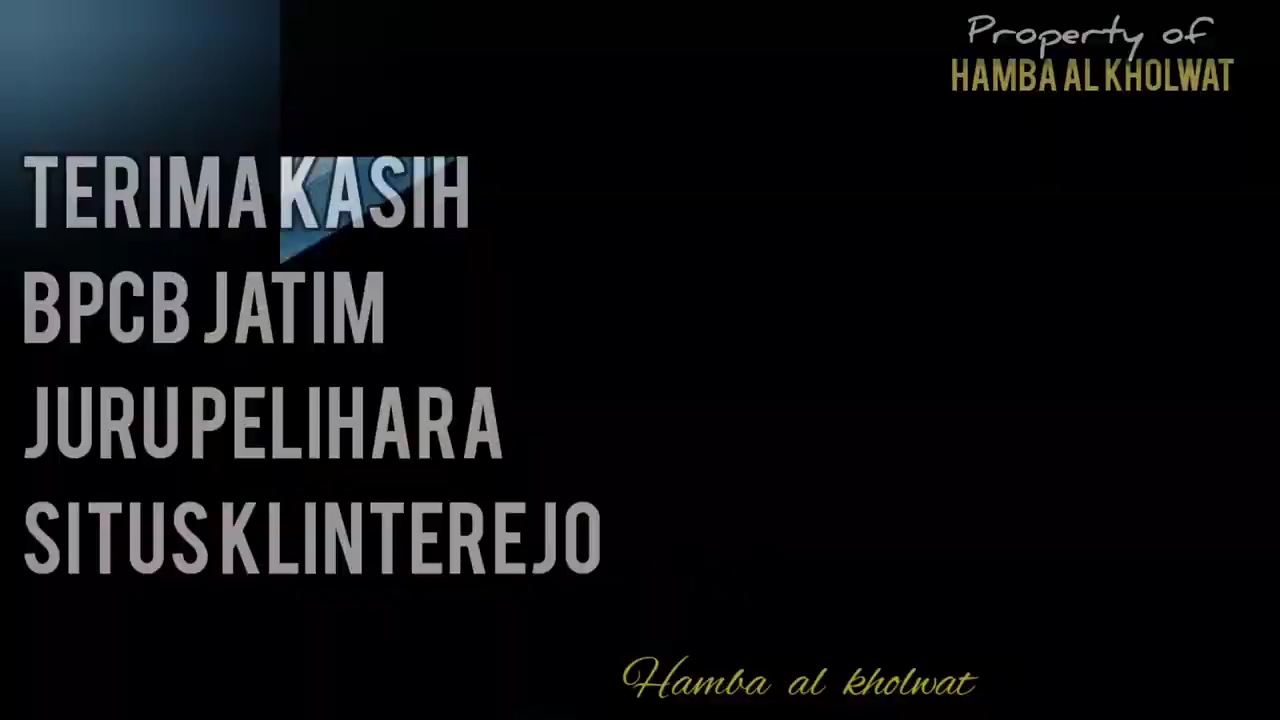 Property of
HAMBA AL KHOLWAT
TERIMA KASIH
BPCB JATIM
JURU PELIHARA
SITUS KLINTEREJO
Hamba al kholwat